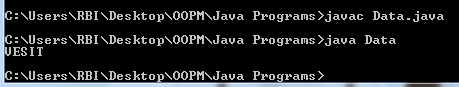 C:\Users\RBI\Desktop\OOPM\Java Programs>javac Data.java
C:\Users\RBI\Desktop\OOPM\Java Programs>java Data
VESIT
C:\Users\RBI\Desktop\OOPM\Java Programs>